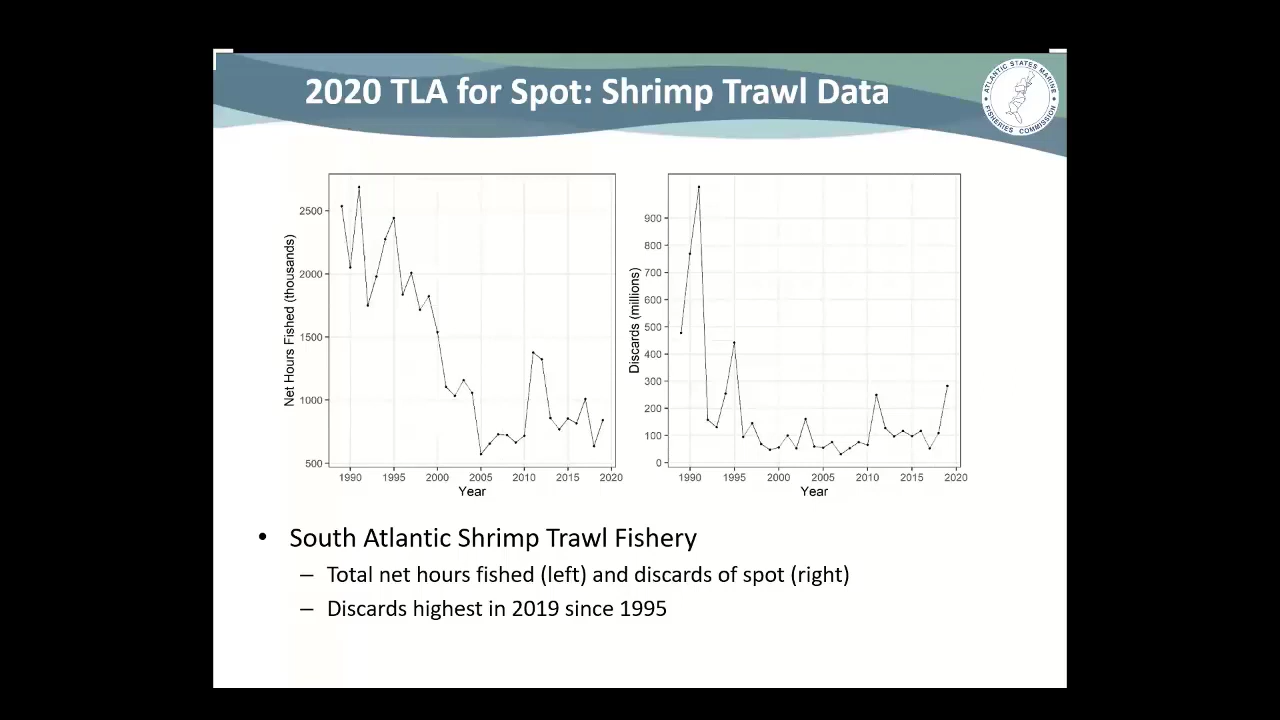 2020 TLA for Spot: Shrimp Trawl Data
ATLANTIC STATES MARINE
FISHERIES COMMISSION
Net Hours Fished (thousands)
2500
2000
1500
1000
500
1990 1995 2000 2005 2010 2015 2020
Year
Discards (millions)
900
800
700
600
500
400
300
200
100
0
1990 1995 2000 2005 2010 2015 2020
Year
• South Atlantic Shrimp Trawl Fishery
– Total net hours fished (left) and discards of spot (right)
– Discards highest in 2019 since 1995